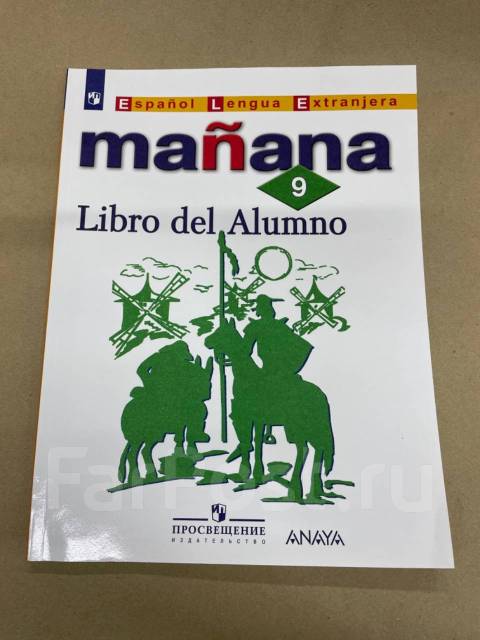 Español Lengua Extranjera
mañana
9
Libro del Alumno
FarPost.ru
ПРОСВЕЩЕНИЕ
ИЗДАТЕЛЬСТВО
ANAYA